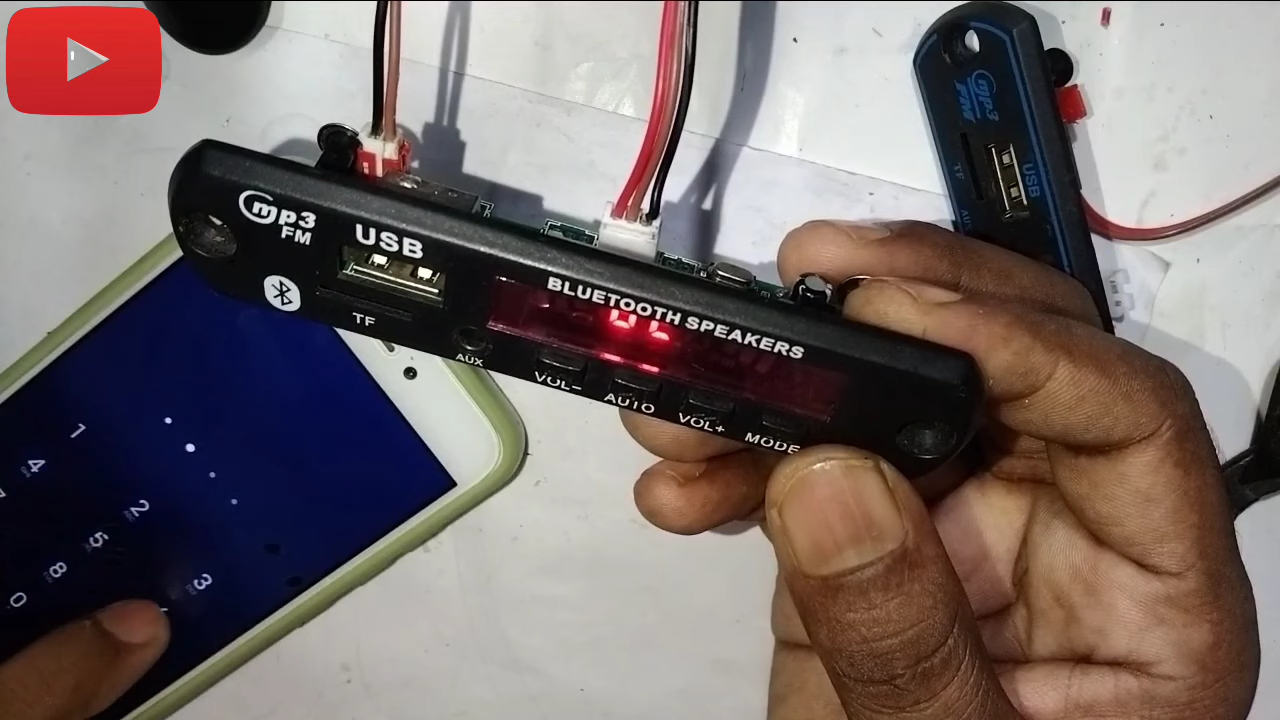 mp3
FM
USB
TF
AUX
BLUETOOTH SPEAKERS
VOL-
AUTO
VOL+
MODE
mp3
FM
TF
USB
1
2
3
4
5
8
0